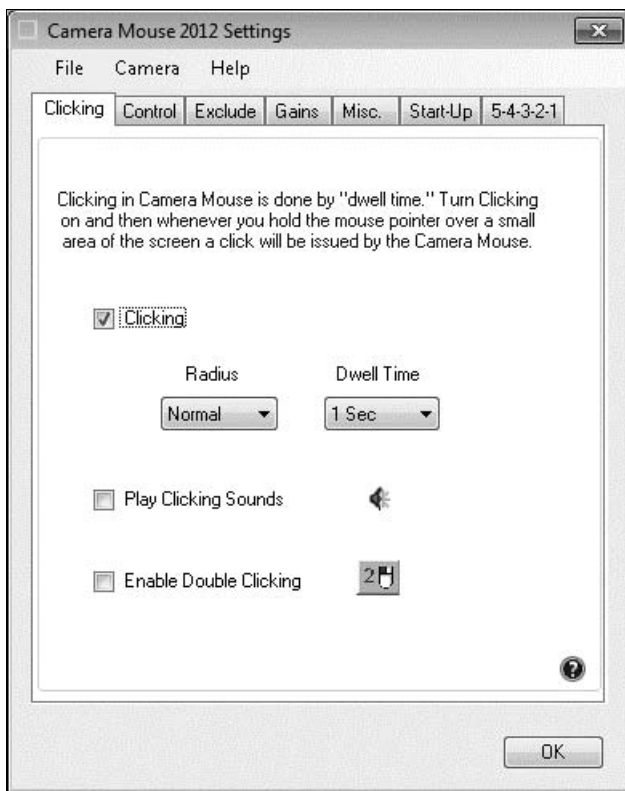 Camera Mouse 2012 Settings
File Camera Help
Clicking Control Exclude Gains Misc. Start-Up 5-4-3-2-1
Clicking in Camera Mouse is done by "dwell time." Turn Clicking
on and then whenever you hold the mouse pointer over a small
area of the screen a click will be issued by the Camera Mouse.
Clicking
Radius Dwell Time
Normal 1 Sec
Play Clicking Sounds
Enable Double Clicking 2
?
OK